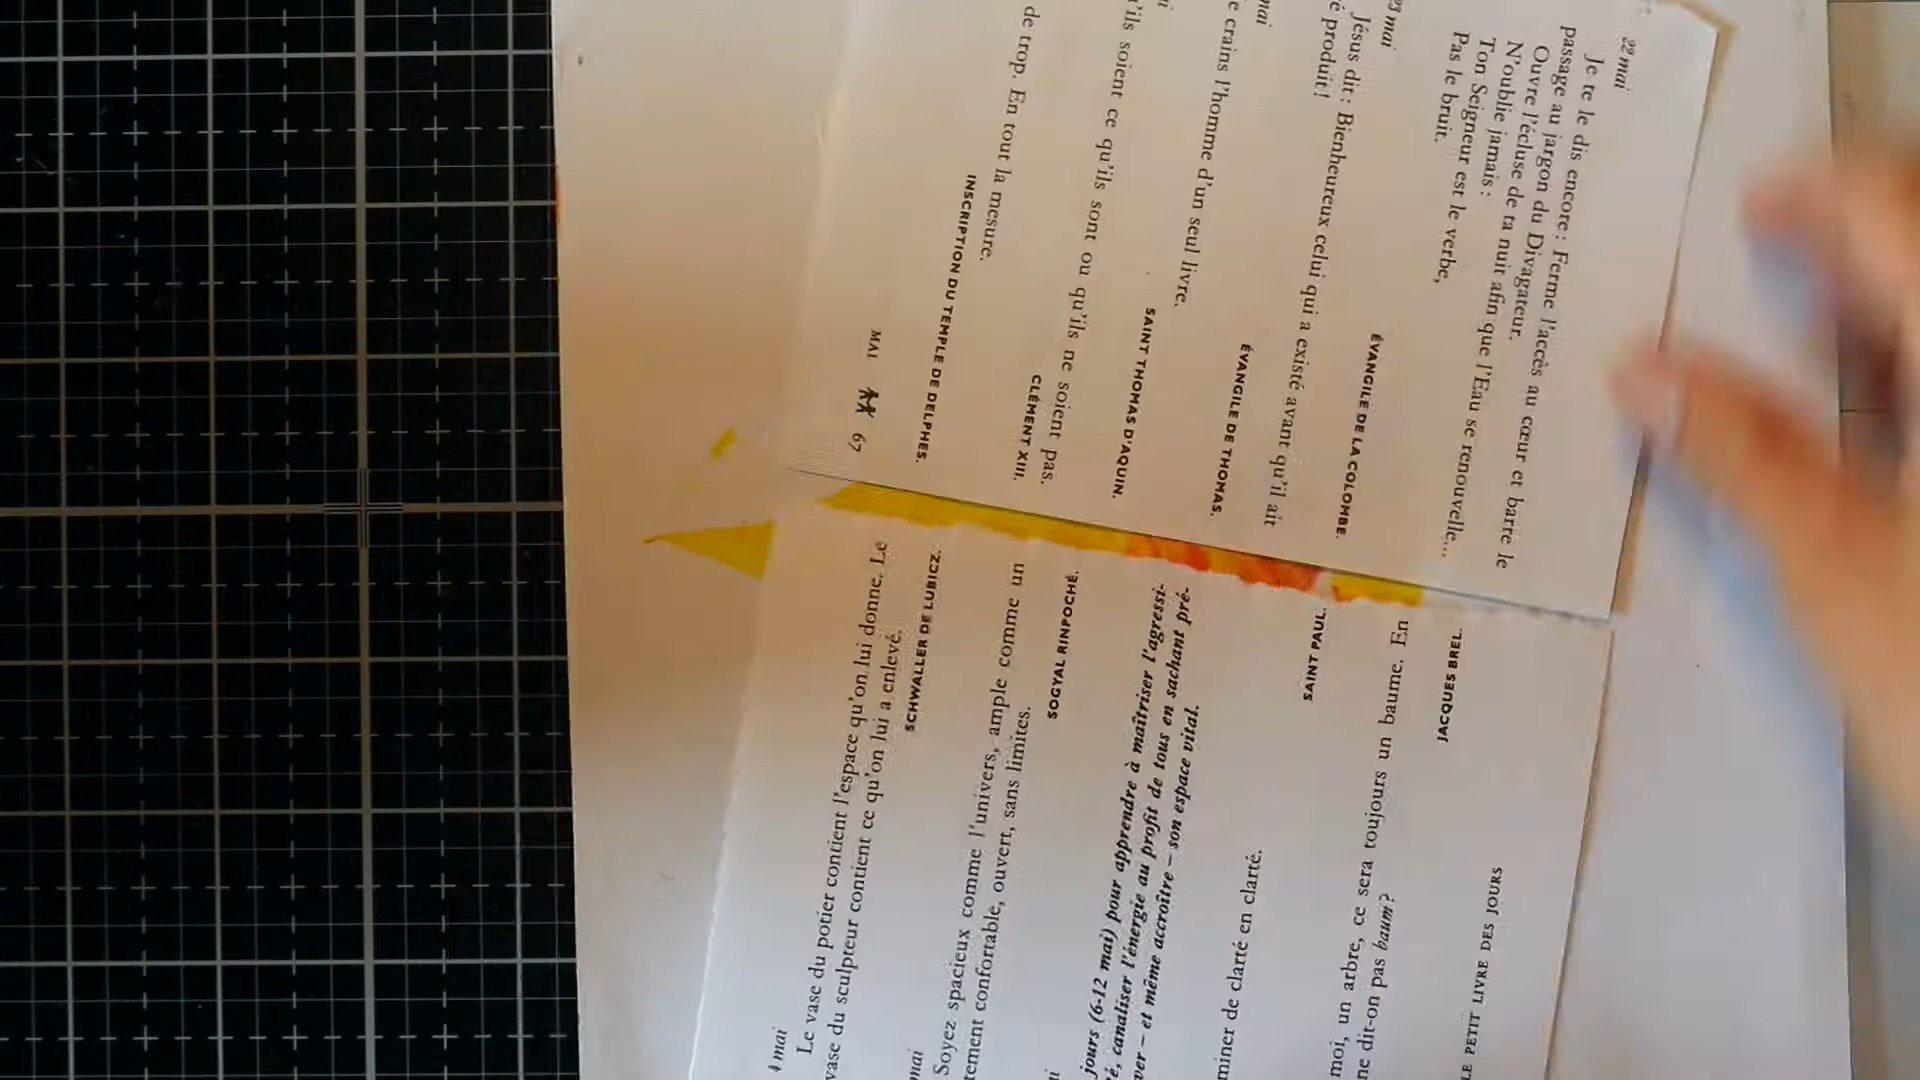 22 mai
Je te le dis encore : Ferme l'accès au cœur et barre le
passage au jargon du Divagateur.
Ouvre l'écluse de ta nuit afin que l'Eau se renouvelle...
N'oublie jamais :
Ton Seigneur est le verbe,
Pas le bruit.
ÉVANGILE DE LA COLOMBE.
23 mai
Jésus dit : Bienheureux celui qui a existé avant qu'il ait
é produit !
ÉVANGILE DE THOMAS.
mai
e crains l'homme d'un seul livre.
SAINT THOMAS D'AQUIN.
'ils soient ce qu'ils sont ou qu'ils ne soient pas.
CLÉMENT XIII.
de trop. En tout la mesure.
INSCRIPTION DU TEMPLE DE DELPHES.
MAI 67
4 mai
Le vase du potier contient l'espace qu'on lui donne. Le
vase du sculpteur contient ce qu'on lui a enlevé.
SCHWALLER DE LUBICZ.
mai
Soyez spacieux comme l'univers, ample comme un
tement confortable, ouvert, sans limites.
SOGYAL RINPOCHÉ.
jours (6-12 mai) pour apprendre à maîtriser l'agressi-
é, canaliser l'énergie au profit de tous en sachant pré-
ver – et même accroître – son espace vital.
miner de clarté en clarté.
SAINT PAUL.
moi, un arbre, ce sera toujours un baume. En
ne dit-on pas baum ?
JACQUES BREL.
LE PETIT LIVRE DES JOURS